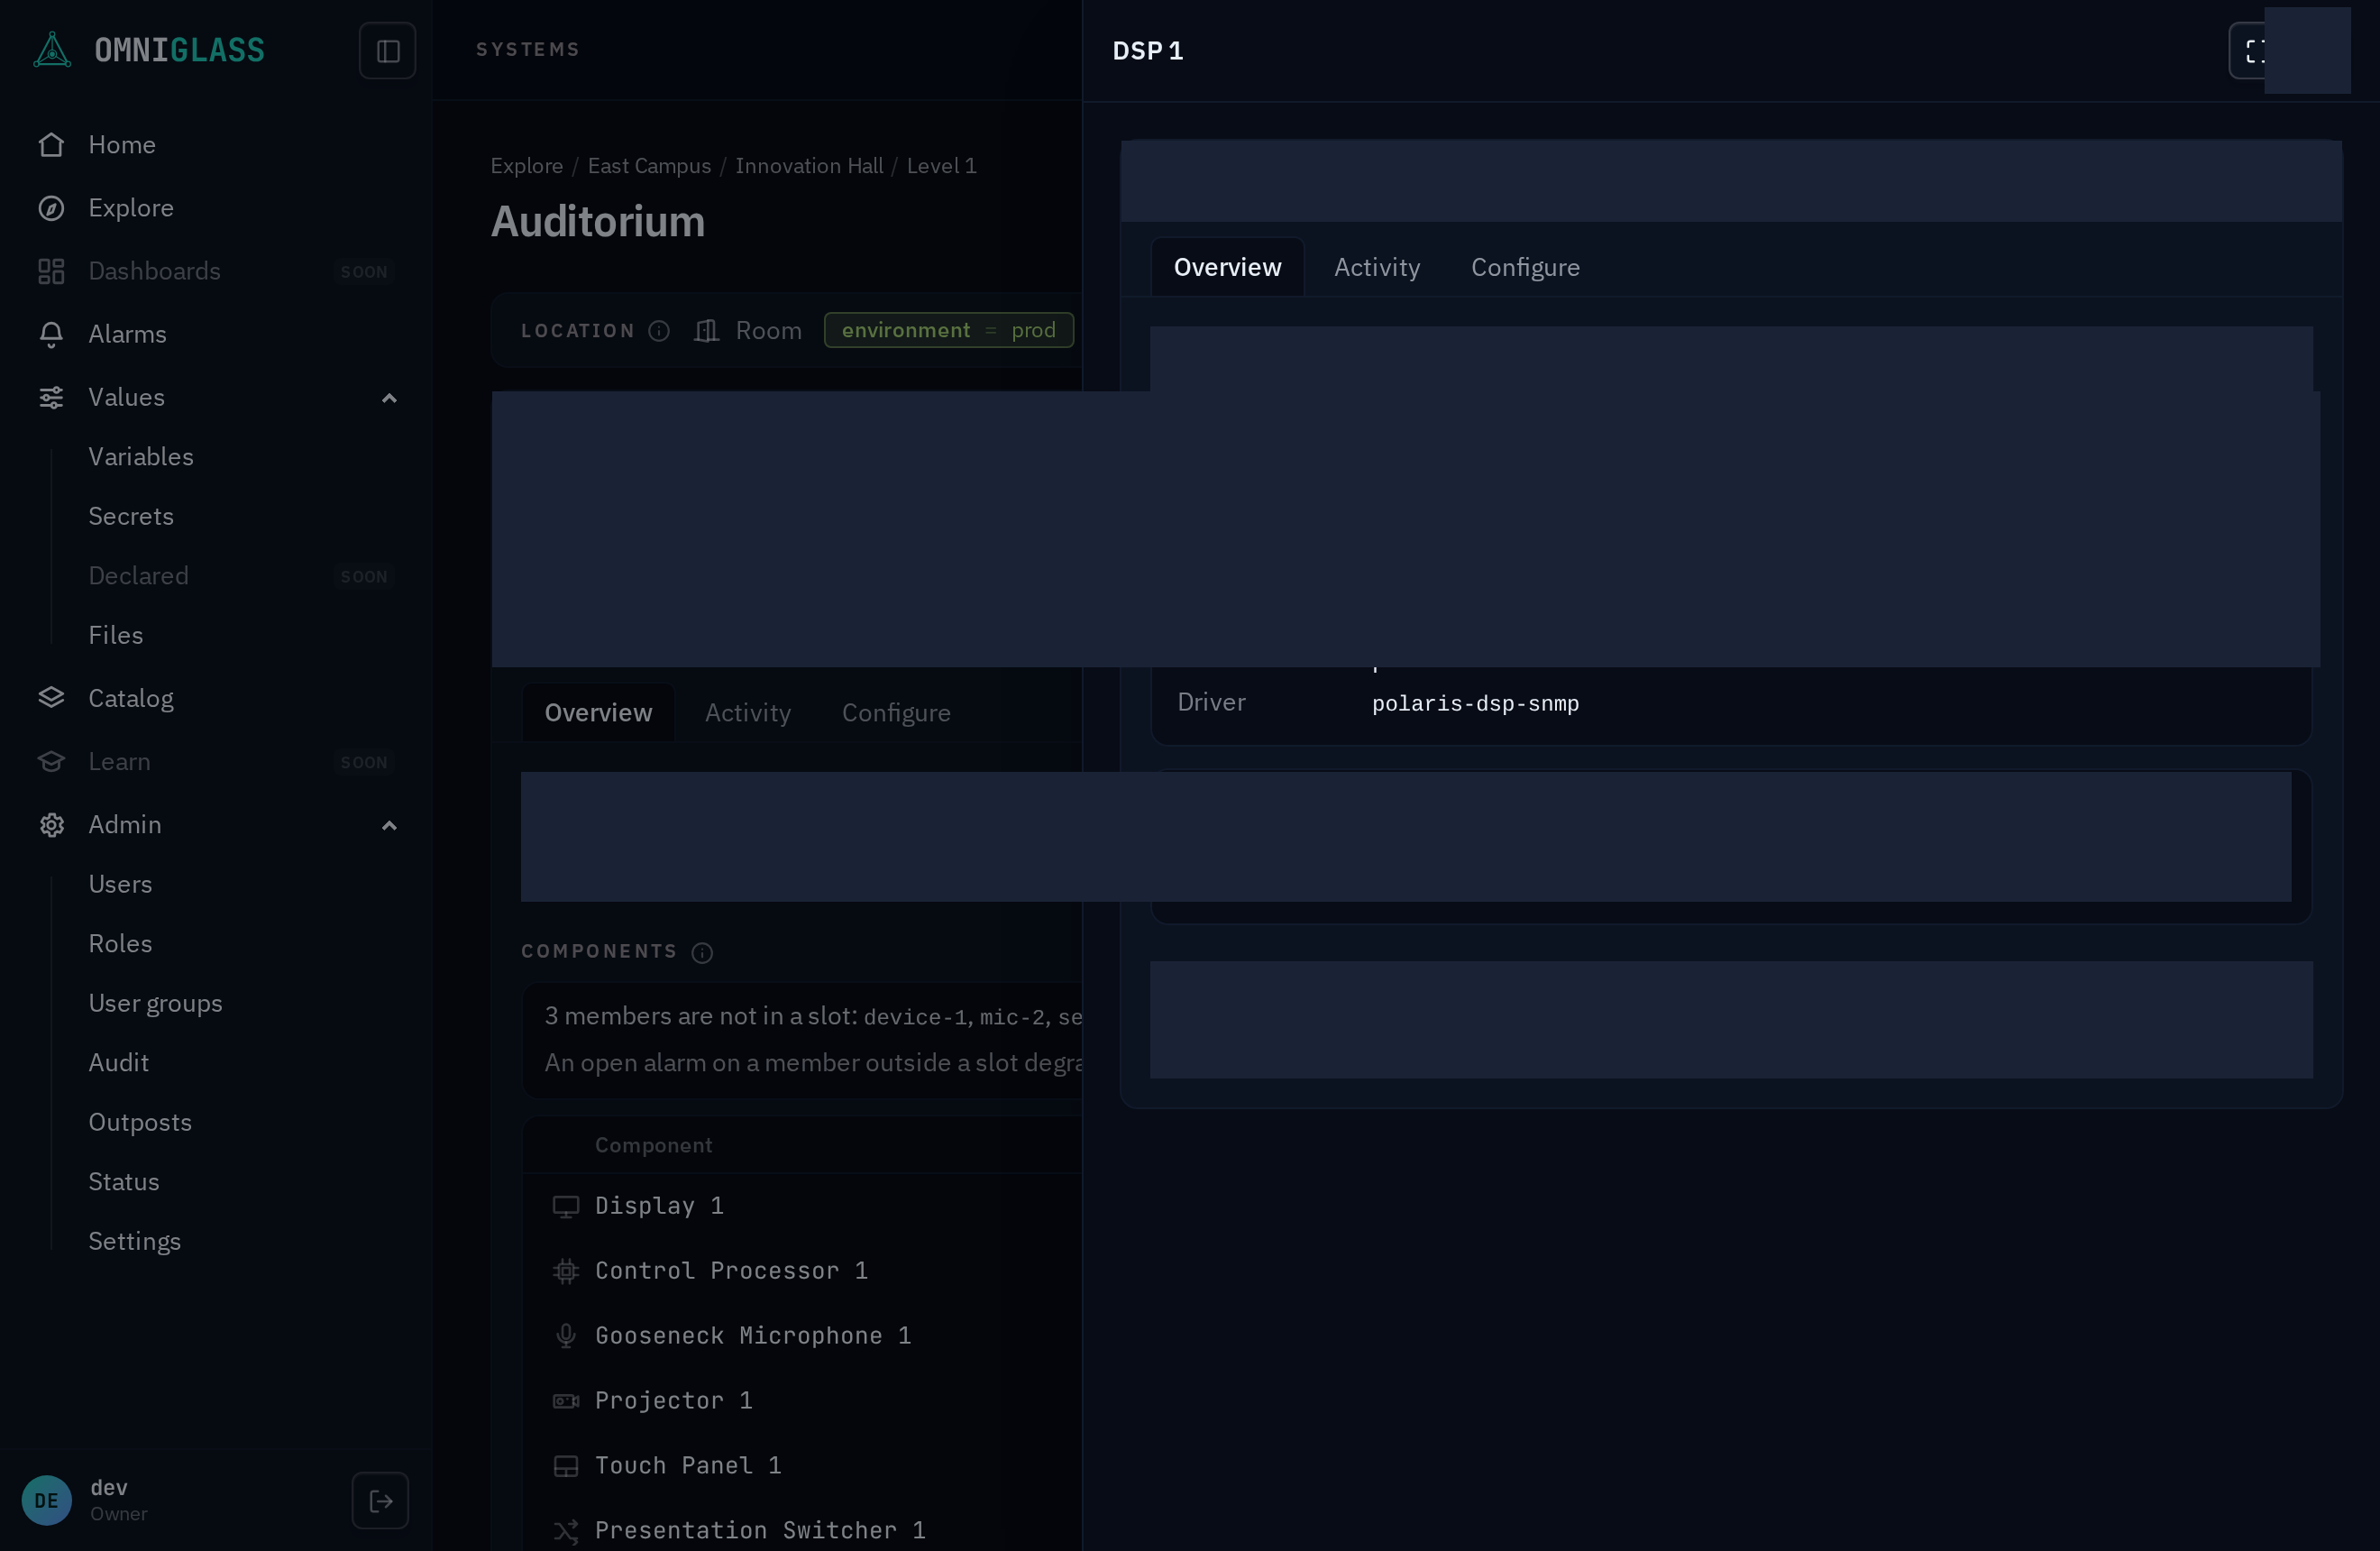 OMNIGLASS
Home
Explore
Dashboards SOON
Alarms
Values
Variables
Secrets
Declared SOON
Files
Catalog
Learn SOON
Admin
Users
Roles
User groups
Audit
Outposts
Status
Settings
DE dev
Owner
SYSTEMS
Explore / East Campus / Innovation Hall / Level 1
Auditorium
LOCATION Room environment = prod
Overview Activity Configure
COMPONENTS
3 members are not in a slot: device-1, mic-2, se
An open alarm on a member outside a slot degra
Component
Display 1
Control Processor 1
Gooseneck Microphone 1
Projector 1
Touch Panel 1
Presentation Switcher 1
DSP 1
Overview Activity Configure
Driver polaris-dsp-snmp